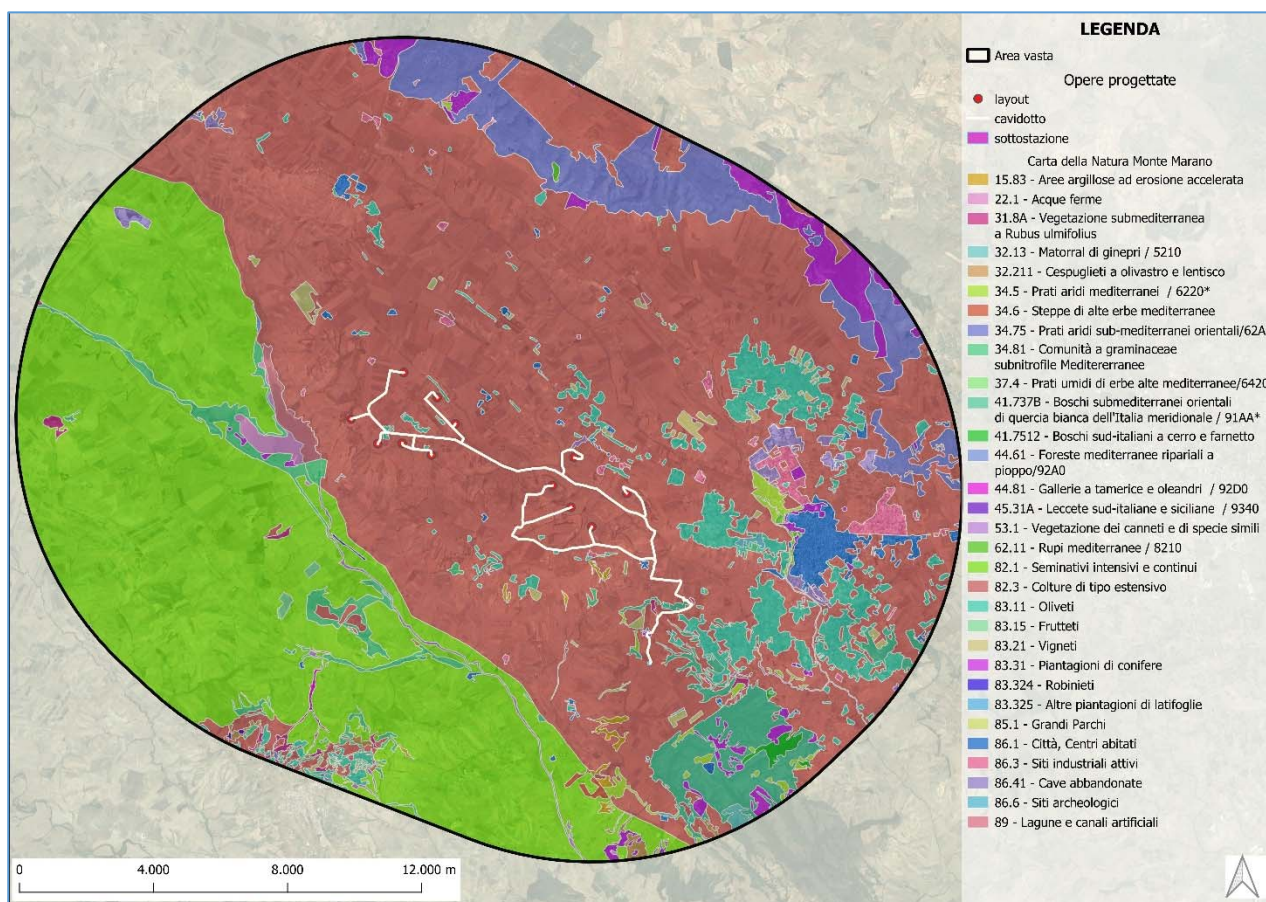 LEGENDA
Area vasta
Opere progettate
layout
cavidotto
sottostazione
Carta della Natura Monte Marano
15.83 - Aree argillose ad erosione accelerata
22.1 - Acque ferme
31.8A - Vegetazione submediterranea
a Rubus ulmifolius
32.13 - Matorral di ginepri / 5210
32.211 - Cespuglieti a olivastro e lentisco
34.5 - Prati aridi mediterranei / 6220*
34.6 - Steppe di alte erbe mediterranee
34.75 - Prati aridi sub-mediterranei orientali/62A
34.81 - Comunità a graminaceae
subnitrofile Mediterernee
37.4 - Prati umidi di erbe alte mediterranee/6420
41.737B - Boschi submediterranei orientali
di quercia bianca dell'Italia meridionale / 91AA*
41.7512 - Boschi sud-italiani a cerro e farnetto
44.61 - Foreste mediterranee ripariali a
pioppo/92A0
44.81 - Gallerie a tamerice e oleandri / 92D0
45.31A - Leccete sud-italiane e siciliane / 9340
53.1 - Vegetazione dei canneti e di specie simili
62.11 - Rupi mediterranee / 8210
82.1 - Seminativi intensivi e continui
82.3 - Colture di tipo estensivo
83.11 - Oliveti
83.15 - Frutteti
83.21 - Vigneti
83.31 - Piantagioni di conifere
83.324 - Robinieti
83.325 - Altre piantagioni di latifoglie
85.1 - Grandi Parchi
86.1 - Città, Centri abitati
86.3 - Siti industriali attivi
86.41 - Cave abbandonate
86.6 - Siti archeologici
89 - Lagune e canali artificiali
0 4.000 8.000 12.000 m